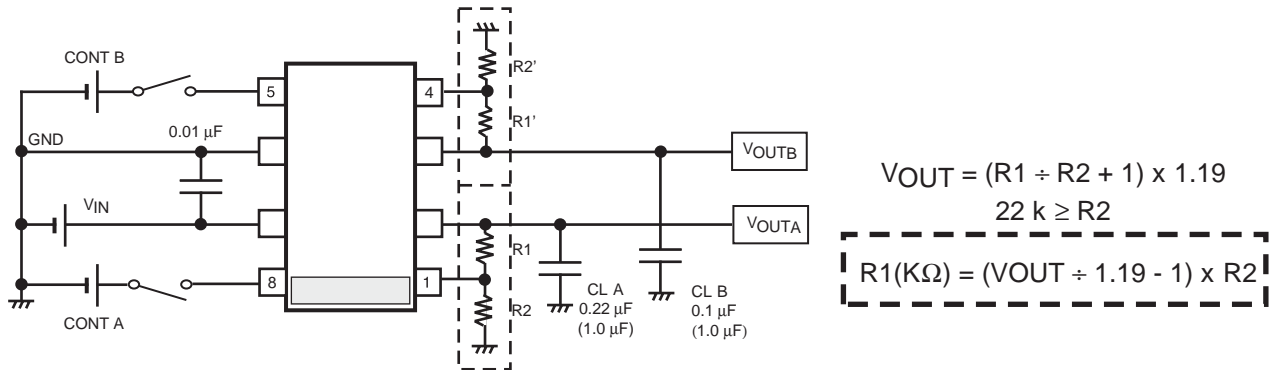 CONT B
R2'
5
4
GND
0.01 µF
R1'
VOUTB
VIN
VOUTA
R1
8
1
R2
CONT A
CL A
0.22 µF
(1.0 µF)
CL B
0.1 µF
(1.0 µF)
VOUT = (R1 ÷ R2 + 1) x 1.19
22 k ≥ R2
R1(KΩ) = (VOUT ÷ 1.19 - 1) x R2